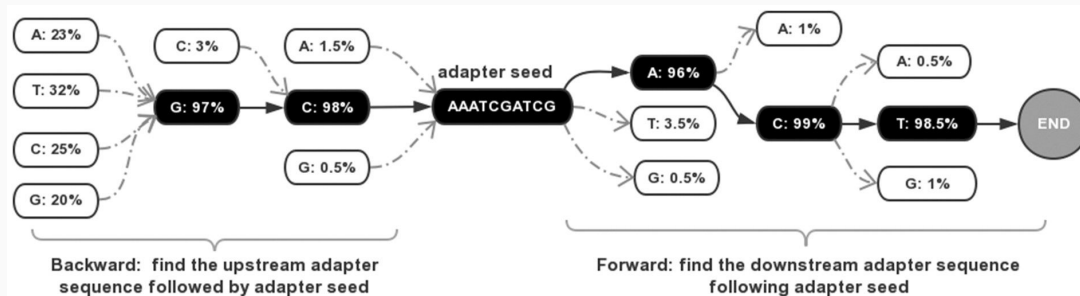 A: 23%
T: 32%
C: 25%
G: 20%
C: 3%
G: 97%
A: 1.5%
C: 98%
G: 0.5%
adapter seed
AAATCGATCG
A: 96%
T: 3.5%
G: 0.5%
A: 1%
C: 99%
A: 0.5%
T: 98.5%
G: 1%
END
Backward: find the upstream adapter
sequence followed by adapter seed
Forward: find the downstream adapter sequence
following adapter seed